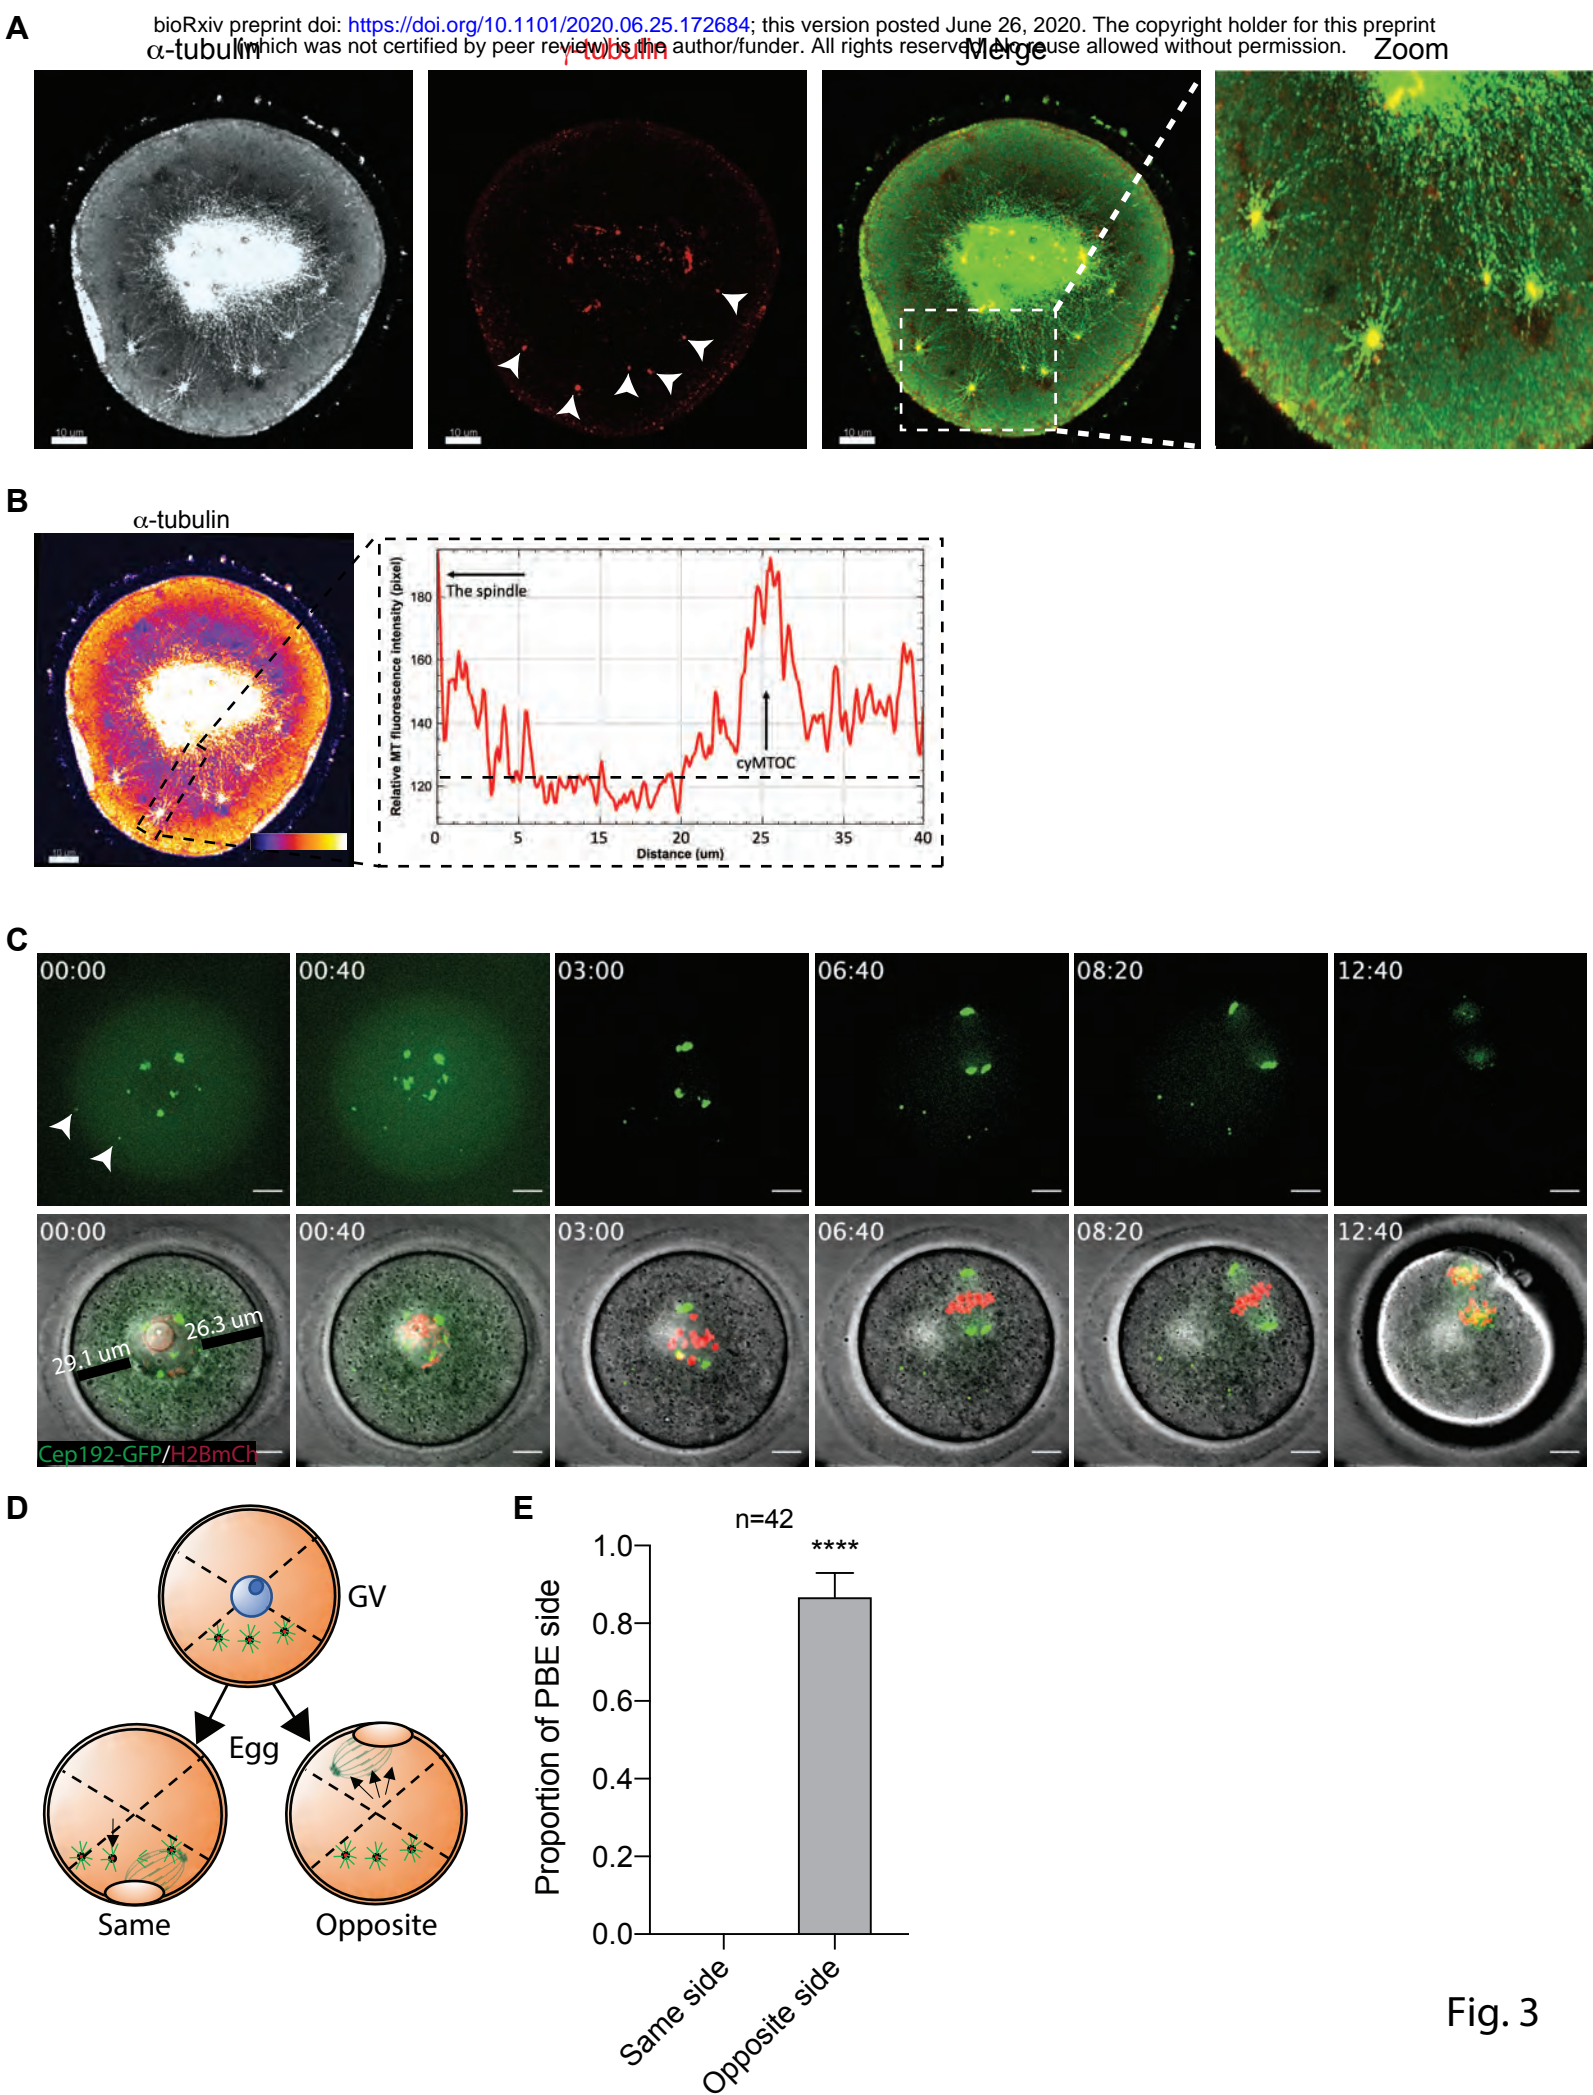 bioRxiv preprint doi: https://doi.org/10.1101/2020.06.25.172684; this version posted June 26, 2020. The copyright holder for this preprint
(which was not certified by peer review) is the author/funder. All rights reserved. No reuse allowed without permission.
A
α-tubulin
γ-tubulin
Merge
Zoom
10 um
10 um
10 um
B
α-tubulin
10 um
Relative MT fluorescence intensity (pixel)
180
160
140
120
The spindle
cyMTOC
0 5 15 20 25 35 40
Distance (um)
C
00:00 00:40 03:00 06:40 08:20 12:40
00:00 00:40 03:00 06:40 08:20 12:40
29.1 um
26.3 um
Cep192-GFP/H2BmCh
D
GV
Egg
Same
Opposite
E
n=42
****
Proportion of PBE side
1.0
0.8
0.6
0.4
0.2
0.0
Same side
Opposite side
Fig. 3